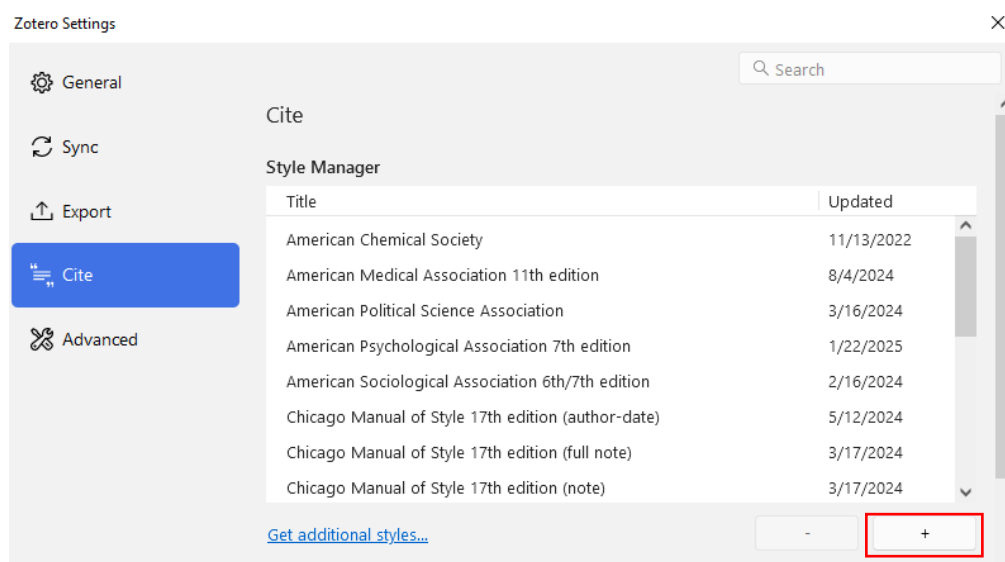 Zotero Settings
Search
General
Sync
Export
Cite
Advanced
Cite
Style Manager
Title Updated
American Chemical Society 11/13/2022
American Medical Association 11th edition 8/4/2024
American Political Science Association 3/16/2024
American Psychological Association 7th edition 1/22/2025
American Sociological Association 6th/7th edition 2/16/2024
Chicago Manual of Style 17th edition (author-date) 5/12/2024
Chicago Manual of Style 17th edition (full note) 3/17/2024
Chicago Manual of Style 17th edition (note) 3/17/2024
Get additional styles... - +